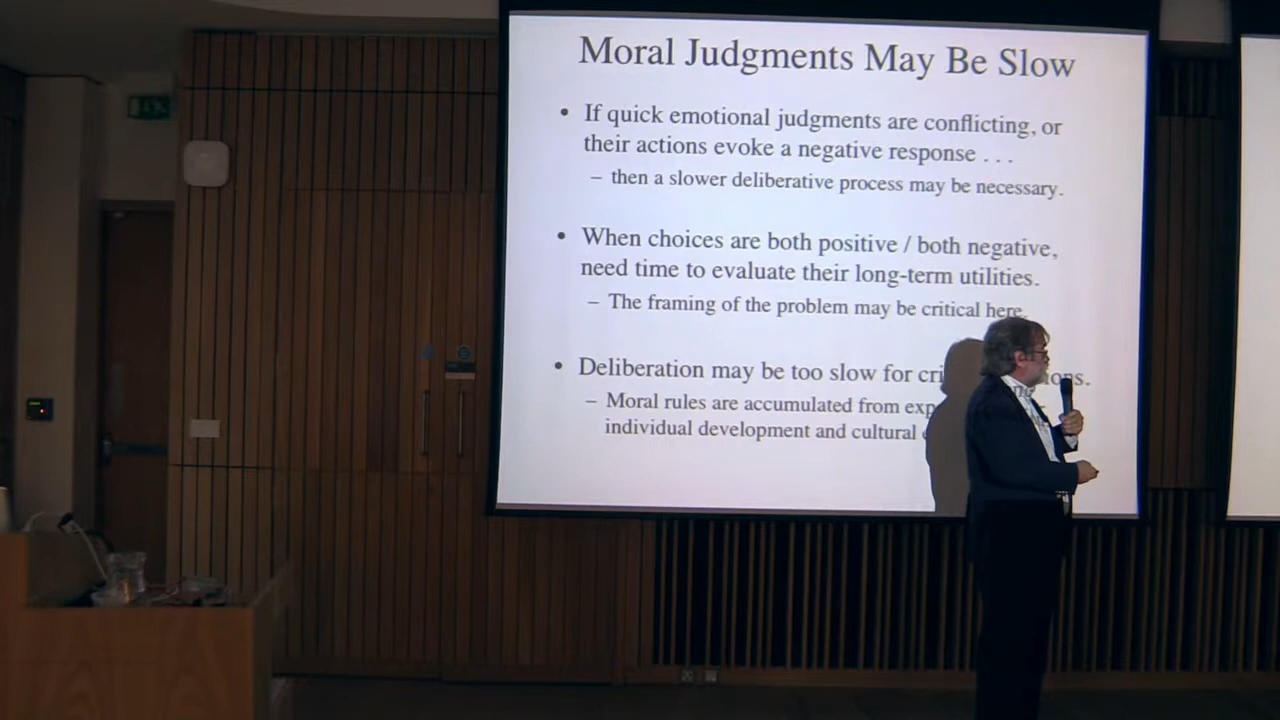 Moral Judgments May Be Slow
• If quick emotional judgments are conflicting, or
their actions evoke a negative response . . .
– then a slower deliberative process may be necessary.
• When choices are both positive / both negative,
need time to evaluate their long-term utilities.
– The framing of the problem may be critical here.
• Deliberation may be too slow for
– Moral rules are accumulated from
individual development and cultural